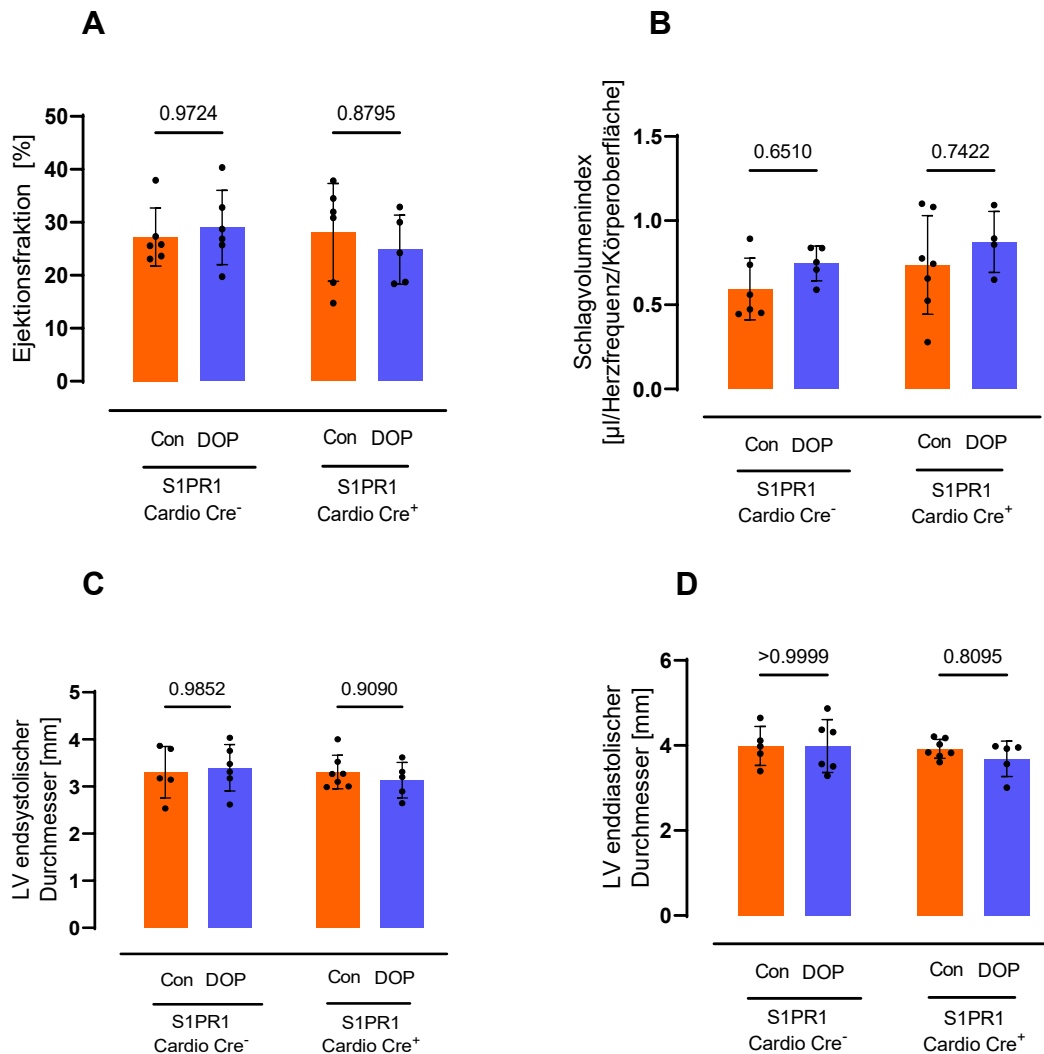 A
Ejektionsfraktion [%]
50
40
30
20
10
0
0.9724
0.8795
Con DOP
Con DOP
S1PR1
Cardio Cre⁻
S1PR1
Cardio Cre⁺
B
Schlagvolumenindex
[µl/Herzfrequenz/Körperoberfläche]
1.5
1.0
0.5
0.0
0.6510
0.7422
Con DOP
Con DOP
S1PR1
Cardio Cre⁻
S1PR1
Cardio Cre⁺
C
LV endsystolischer
Durchmesser [mm]
5
4
3
2
1
0
0.9852
0.9090
Con DOP
Con DOP
S1PR1
Cardio Cre⁻
S1PR1
Cardio Cre⁺
D
LV enddiastolischer
Durchmesser [mm]
6
4
2
0
>0.9999
0.8095
Con DOP
Con DOP
S1PR1
Cardio Cre⁻
S1PR1
Cardio Cre⁺